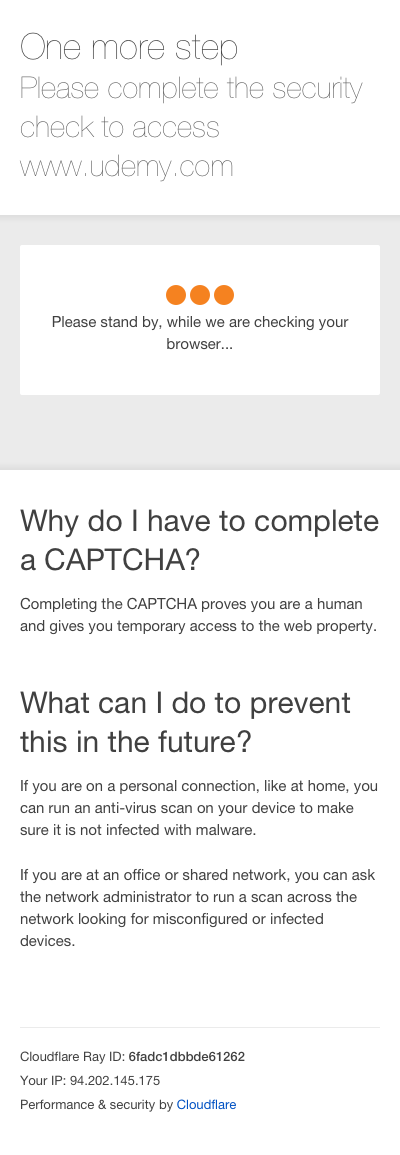 One more step
Please complete the security
check to access
www.udemy.com
Please stand by, while we are checking your
browser...
Why do I have to complete
a CAPTCHA?
Completing the CAPTCHA proves you are a human
and gives you temporary access to the web property.
What can I do to prevent
this in the future?
If you are on a personal connection, like at home, you
can run an anti-virus scan on your device to make
sure it is not infected with malware.
If you are at an office or shared network, you can ask
the network administrator to run a scan across the
network looking for misconfigured or infected
devices.
Cloudflare Ray ID: 6fadc1dbbde61262
Your IP: 94.202.145.175
Performance & security by Cloudflare